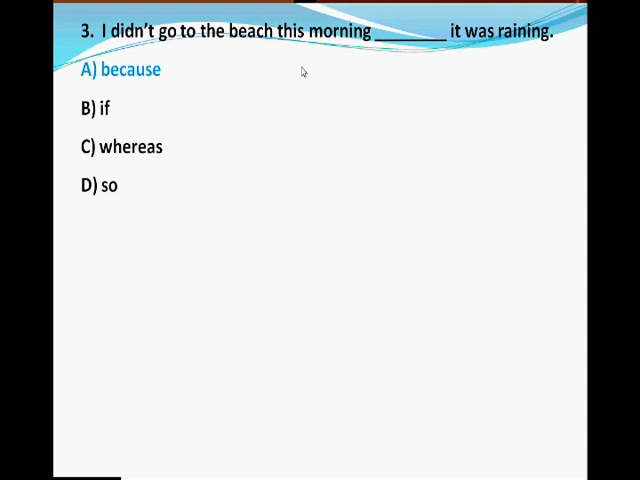 3. I didn’t go to the beach this morning ________ it was raining.
A) because
B) if
C) whereas
D) so